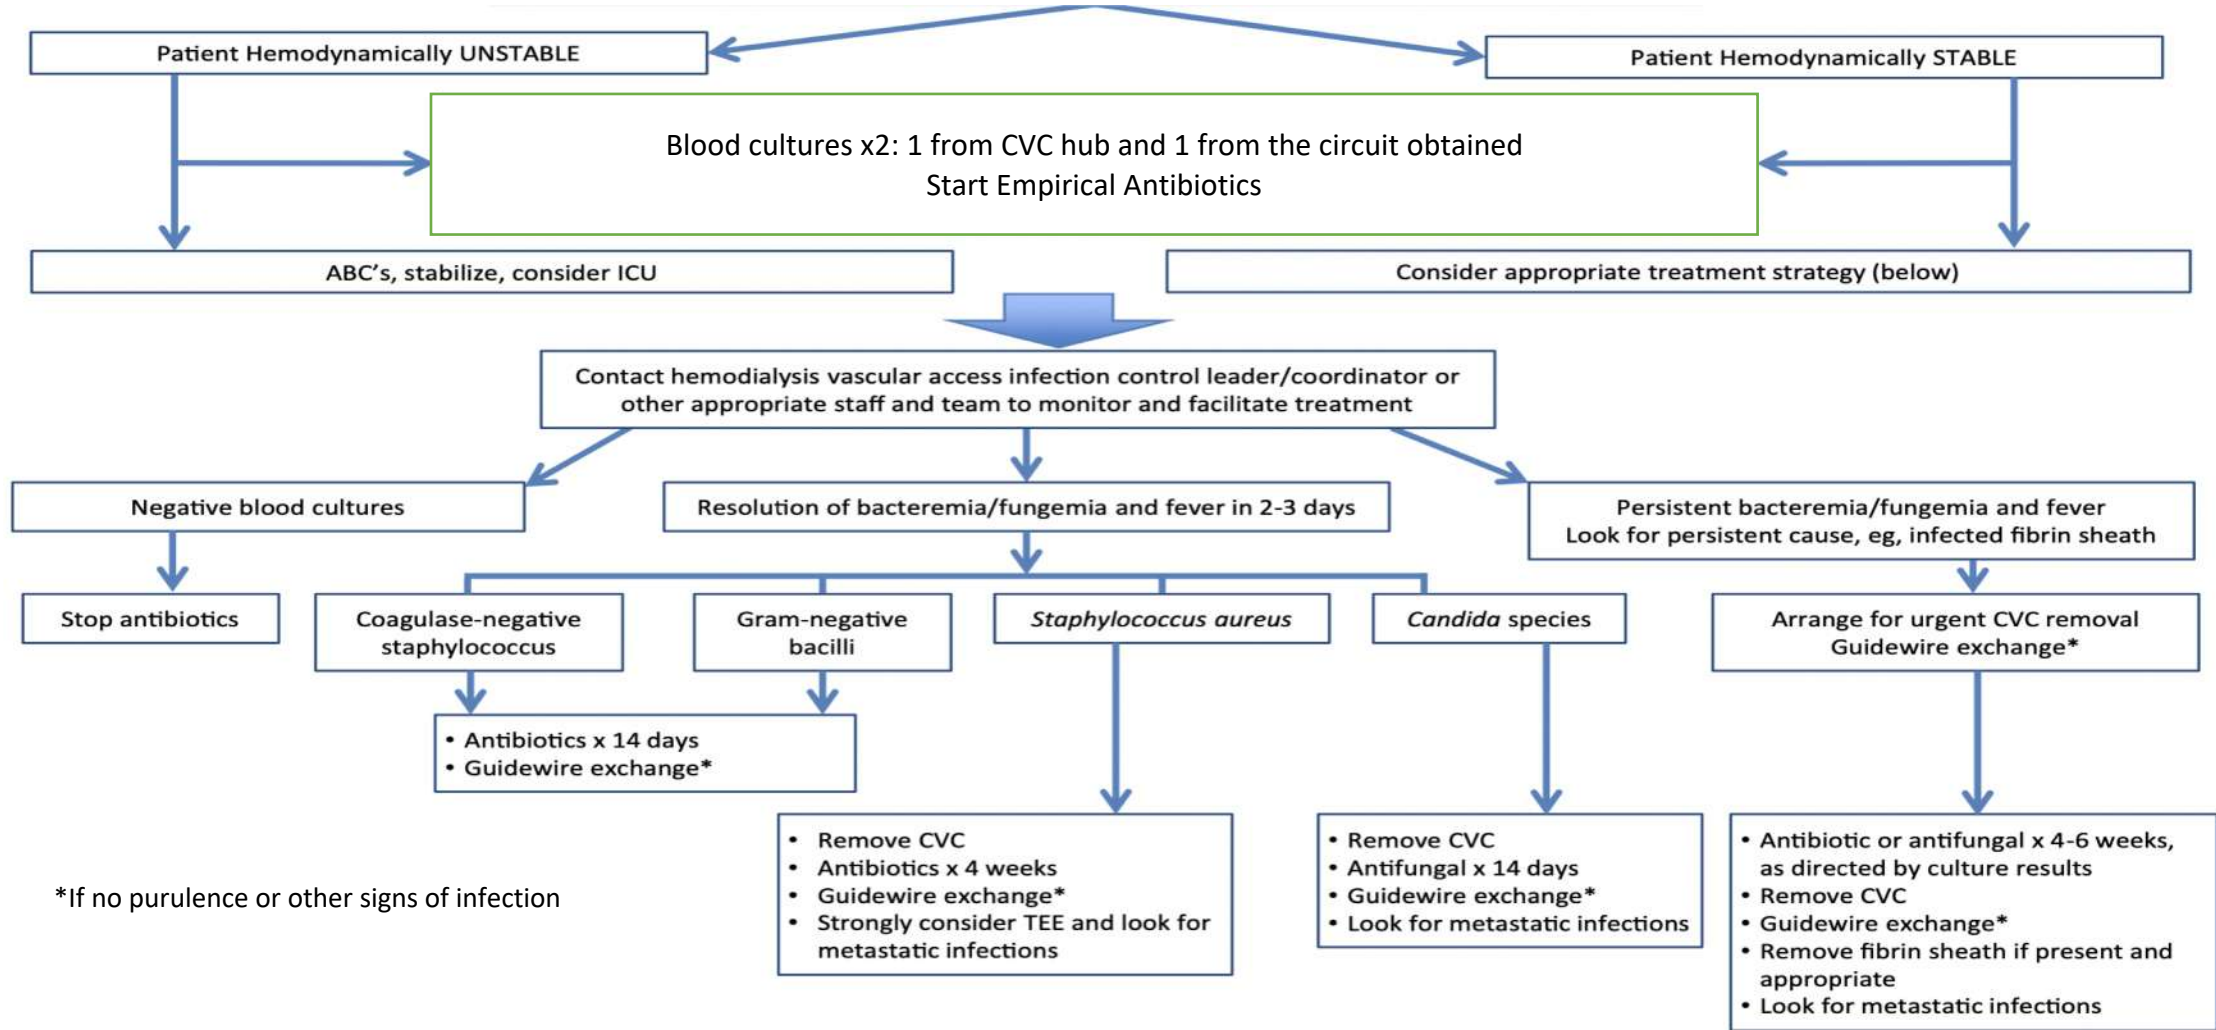 Patient Hemodynamically UNSTABLE
Patient Hemodynamically STABLE
Blood cultures x2: 1 from CVC hub and 1 from the circuit obtained
Start Empirical Antibiotics
ABC's, stabilize, consider ICU
Consider appropriate treatment strategy (below)
Contact hemodialysis vascular access infection control leader/coordinator or
other appropriate staff and team to monitor and facilitate treatment
Negative blood cultures
Resolution of bacteremia/fungemia and fever in 2-3 days
Persistent bacteremia/fungemia and fever
Look for persistent cause, eg, infected fibrin sheath
Stop antibiotics
Coagulase-negative
staphylococcus
Gram-negative
bacilli
Staphylococcus aureus
Candida species
Arrange for urgent CVC removal
Guidewire exchange*
• Antibiotics x 14 days
• Guidewire exchange*
• Remove CVC
• Antibiotics x 4 weeks
• Guidewire exchange*
• Strongly consider TEE and look for
metastatic infections
• Remove CVC
• Antifungal x 14 days
• Guidewire exchange*
• Look for metastatic infections
• Antibiotic or antifungal x 4-6 weeks,
as directed by culture results
• Remove CVC
• Guidewire exchange*
• Remove fibrin sheath if present and
appropriate
• Look for metastatic infections
*If no purulence or other signs of infection